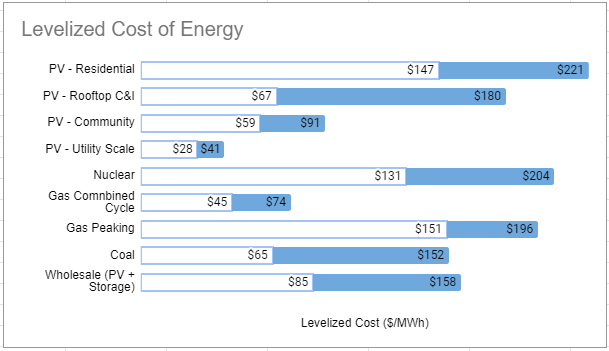 Levelized Cost of Energy
PV - Residential $147 $221
PV - Rooftop C&I $67 $180
PV - Community $59 $91
PV - Utility Scale $28 $41
Nuclear $131 $204
Gas Comnbined
Cycle $45 $74
Gas Peaking $151 $196
Coal $65 $152
Wholesale (PV +
Storage) $85 $158
Levelized Cost ($/MWh)